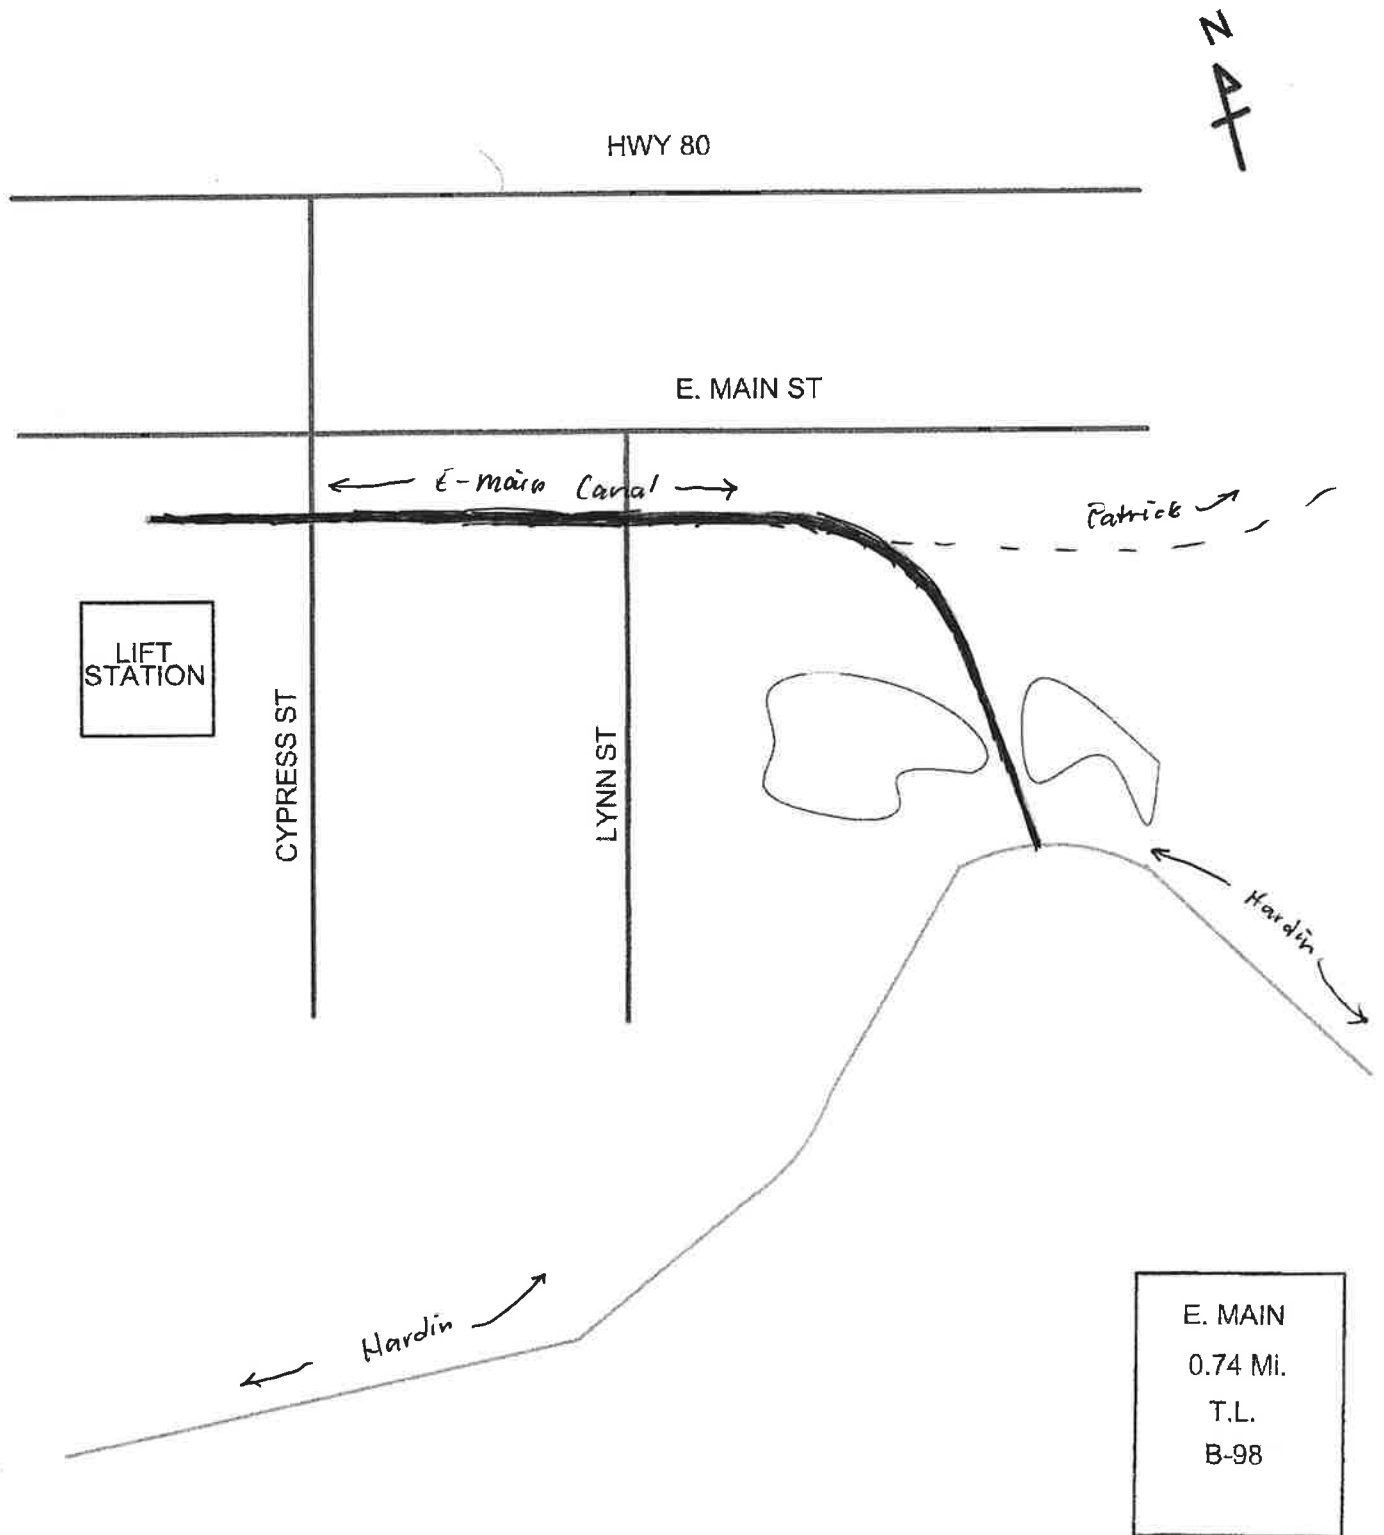 N
HWY 80
E. MAIN ST
E-main Canal
Patrick
LIFT
STATION
CYPRESS ST
LYNN ST
Hardin
Hardin
E. MAIN
0.74 Mi.
T.L.
B-98